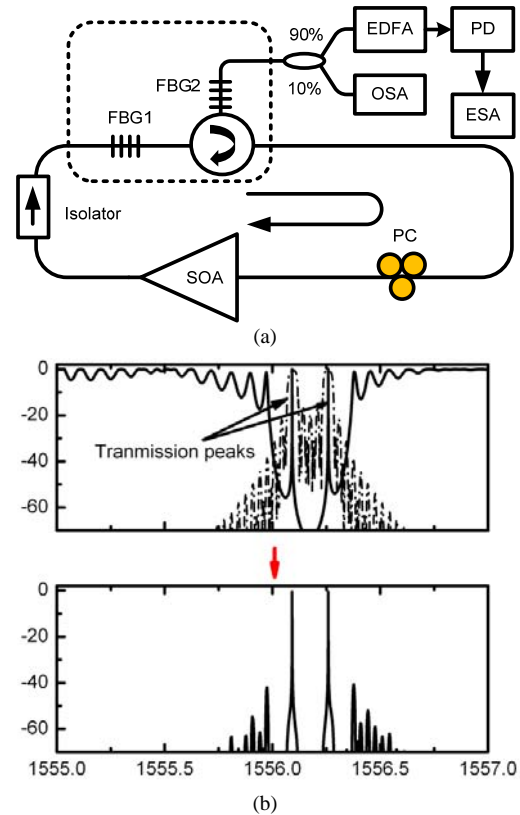 90%
EDFA
PD
FBG2
10%
OSA
ESA
FBG1
Isolator
PC
SOA
(a)
0
-20
Tranmission peaks
-40
-60
0
-20
-40
-60
1555.0 1555.5 1556.0 1556.5 1557.0
(b)